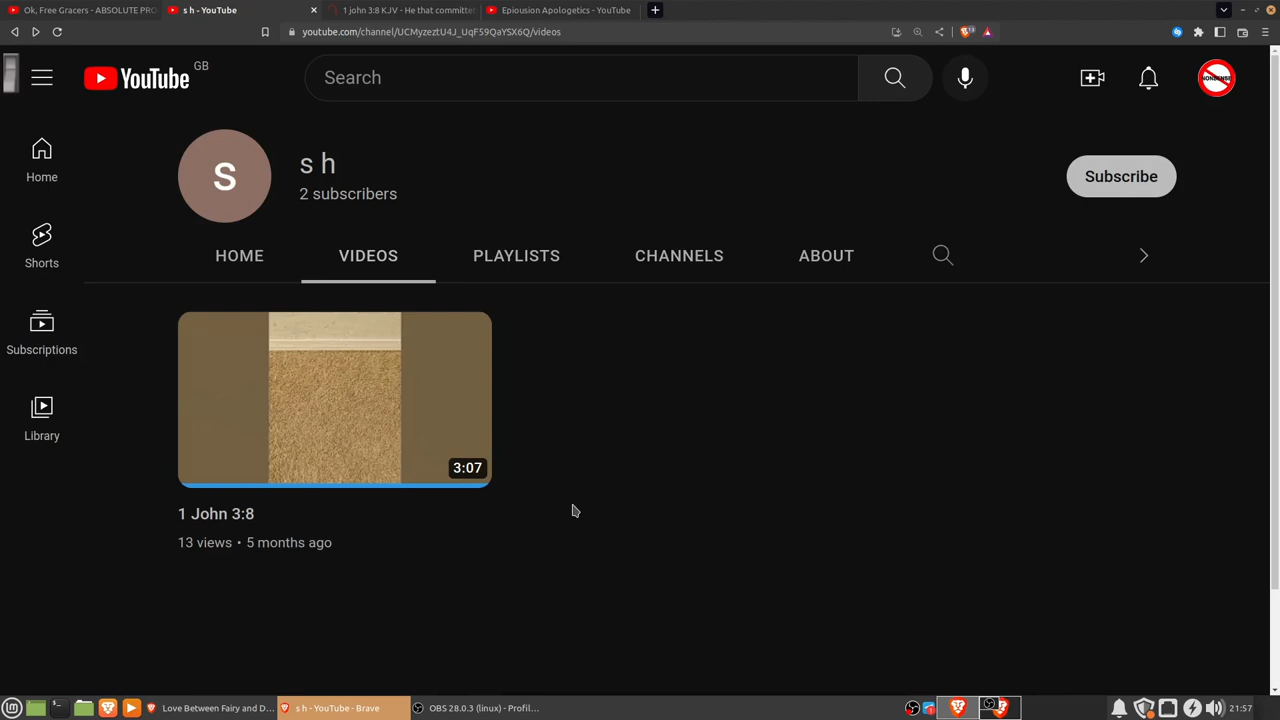 Ok, Free Gracers - ABSOLUTE PRO
s h - YouTube
1 john 3:8 KJV - He that committe
Epiousion Apologetics - YouTube
youtube.com/channel/UCMyzeztU4J_UqF59QaYSX6Q/videos
13
YouTube
GB
Search
NONSENSE
S
s h
2 subscribers
Subscribe
Home
Shorts
Subscriptions
Library
HOME
VIDEOS
PLAYLISTS
CHANNELS
ABOUT
3:07
1 John 3:8
13 views • 5 months ago
Love Between Fairy and D...
s h - YouTube - Brave
OBS 28.0.3 (linux) - Profil...
21:57